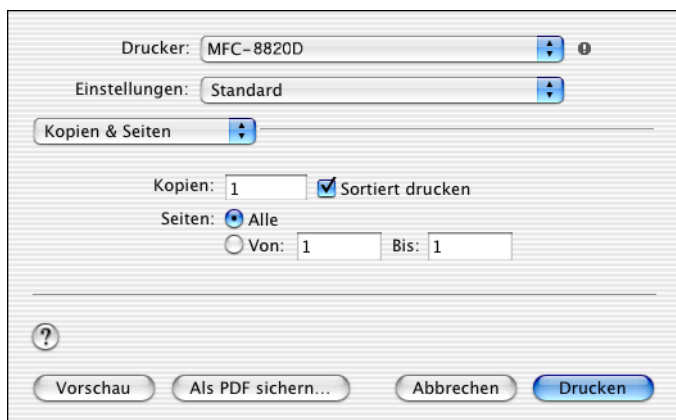 Drucker: MFC-8820D
Einstellungen: Standard
Kopien & Seiten
Kopien: 1 Sortiert drucken
Seiten: Alle
Von: 1 Bis: 1
?
Vorschau Als PDF sichern... Abbrechen Drucken